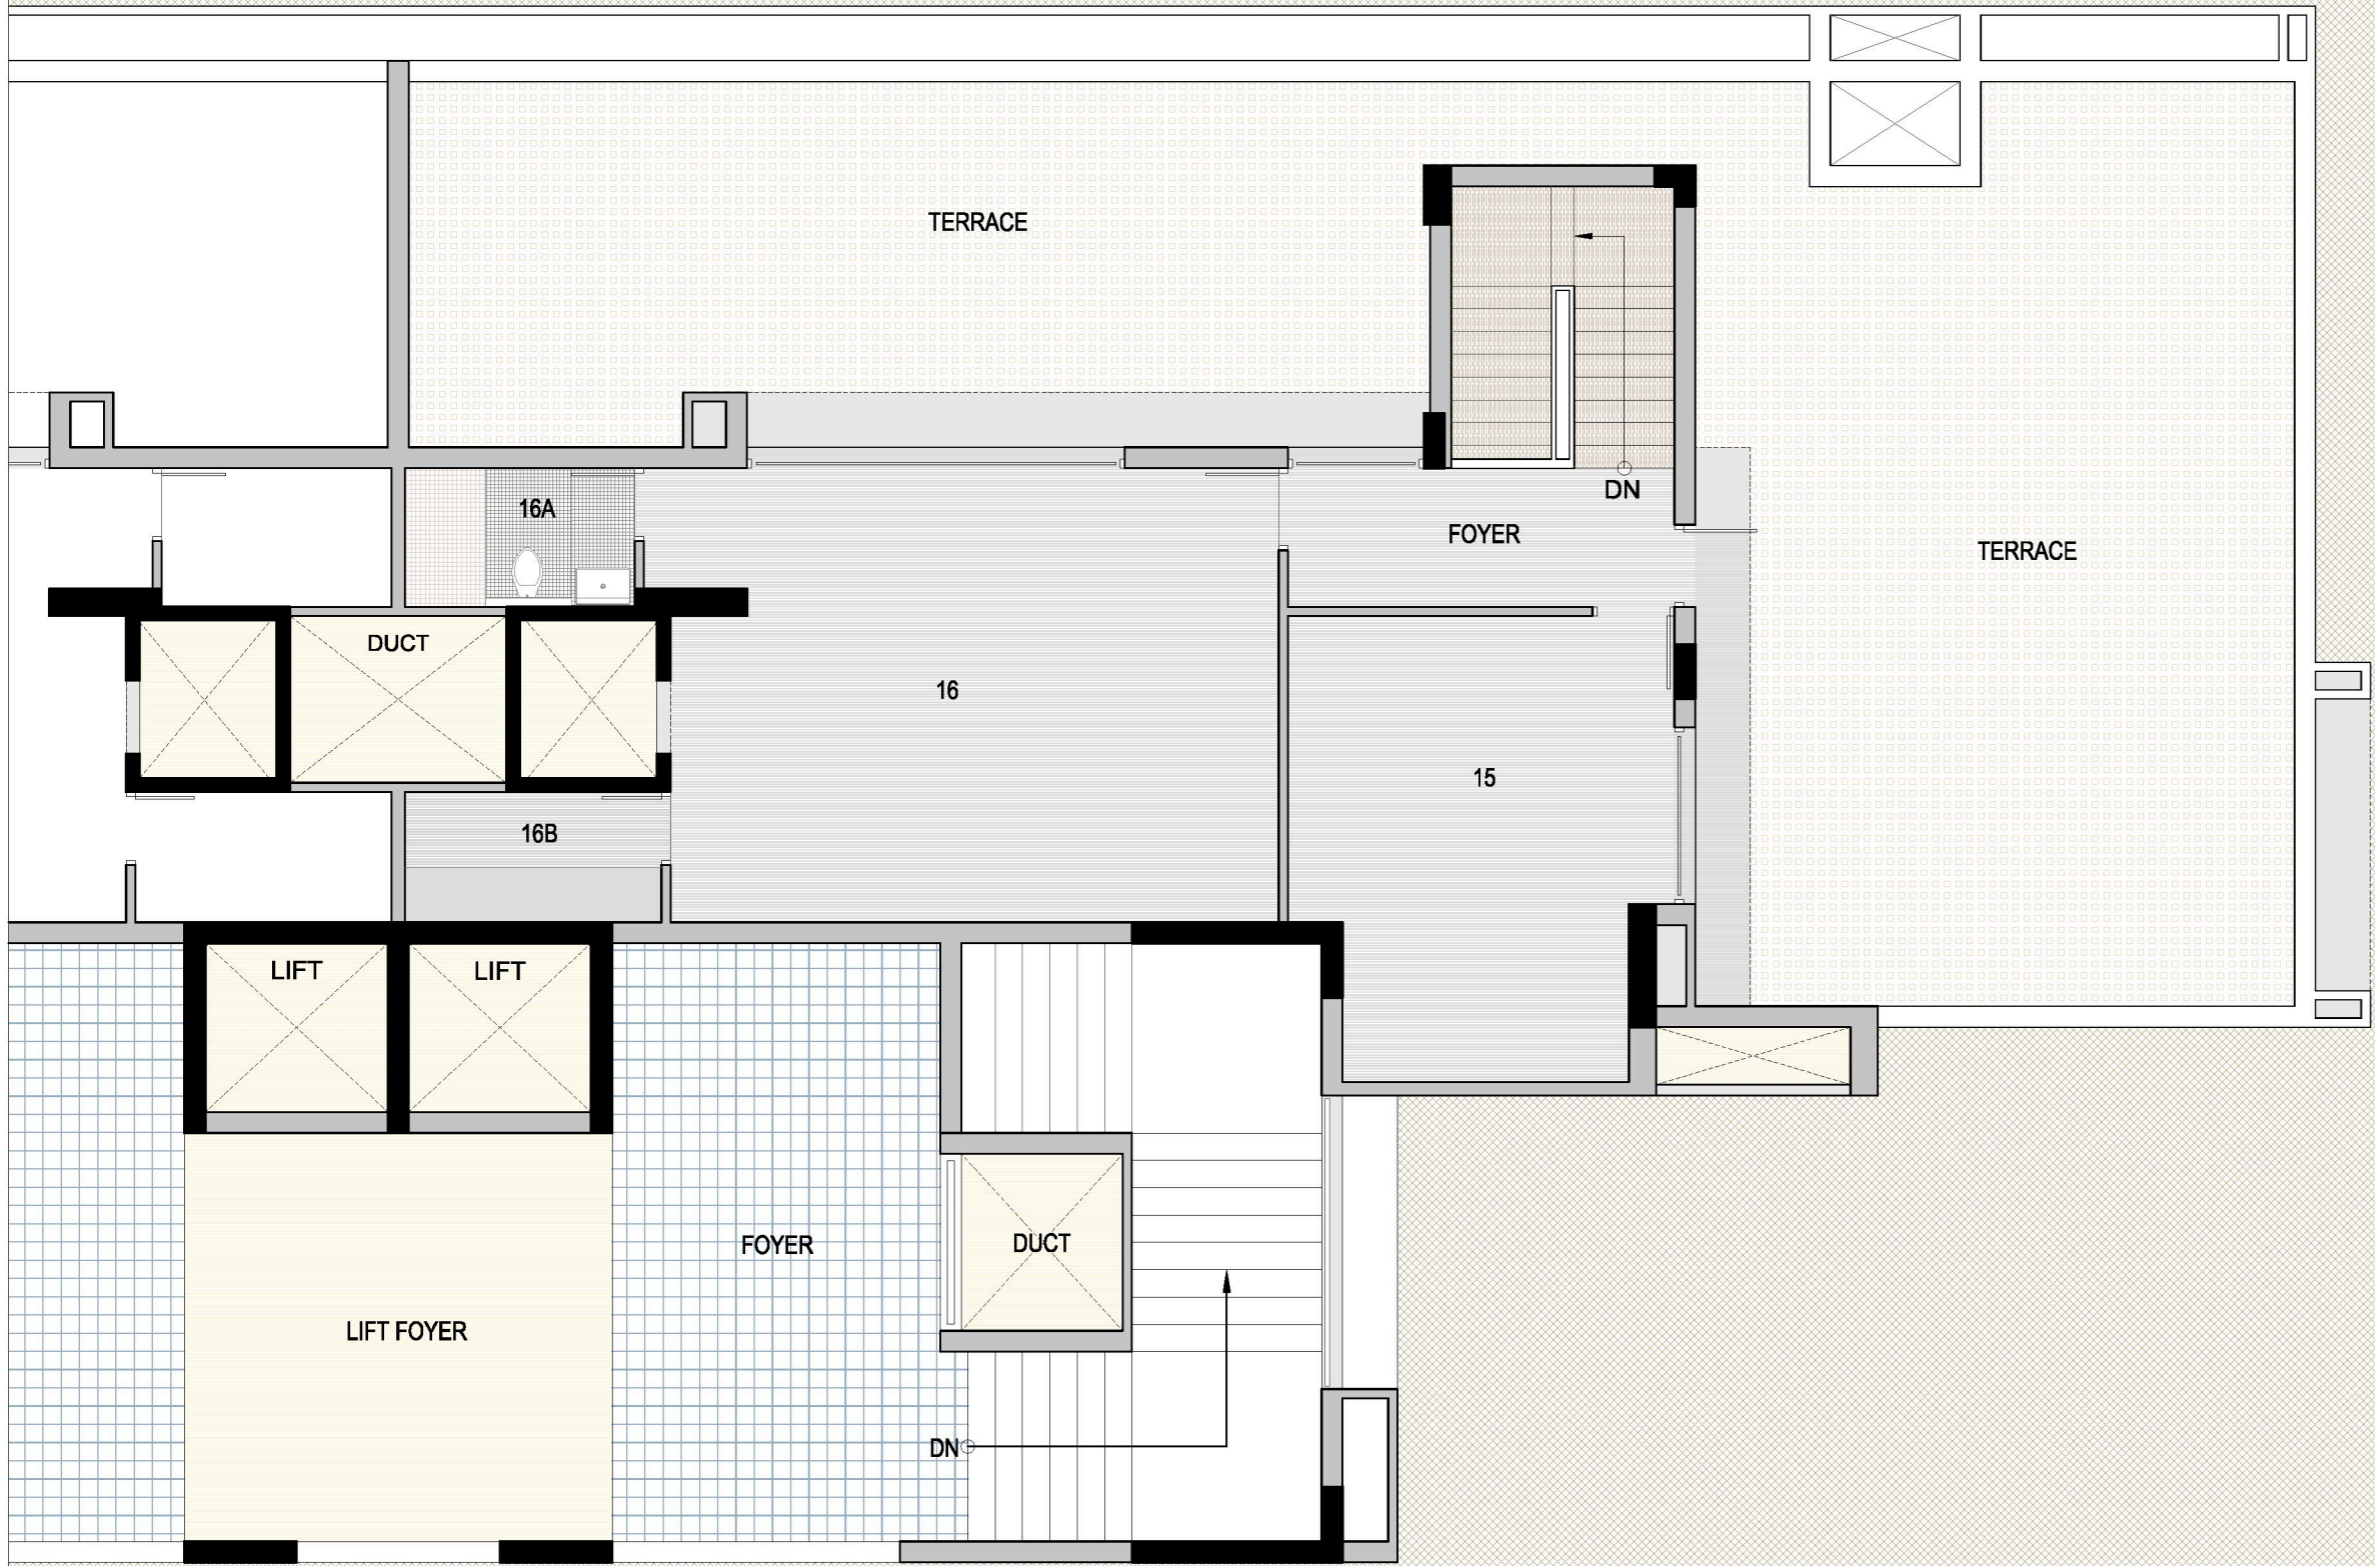 TERRACE
DN
16A
FOYER
TERRACE
DUCT
16
15
16B
LIFT
LIFT
FOYER
DUCT
LIFT FOYER
DN